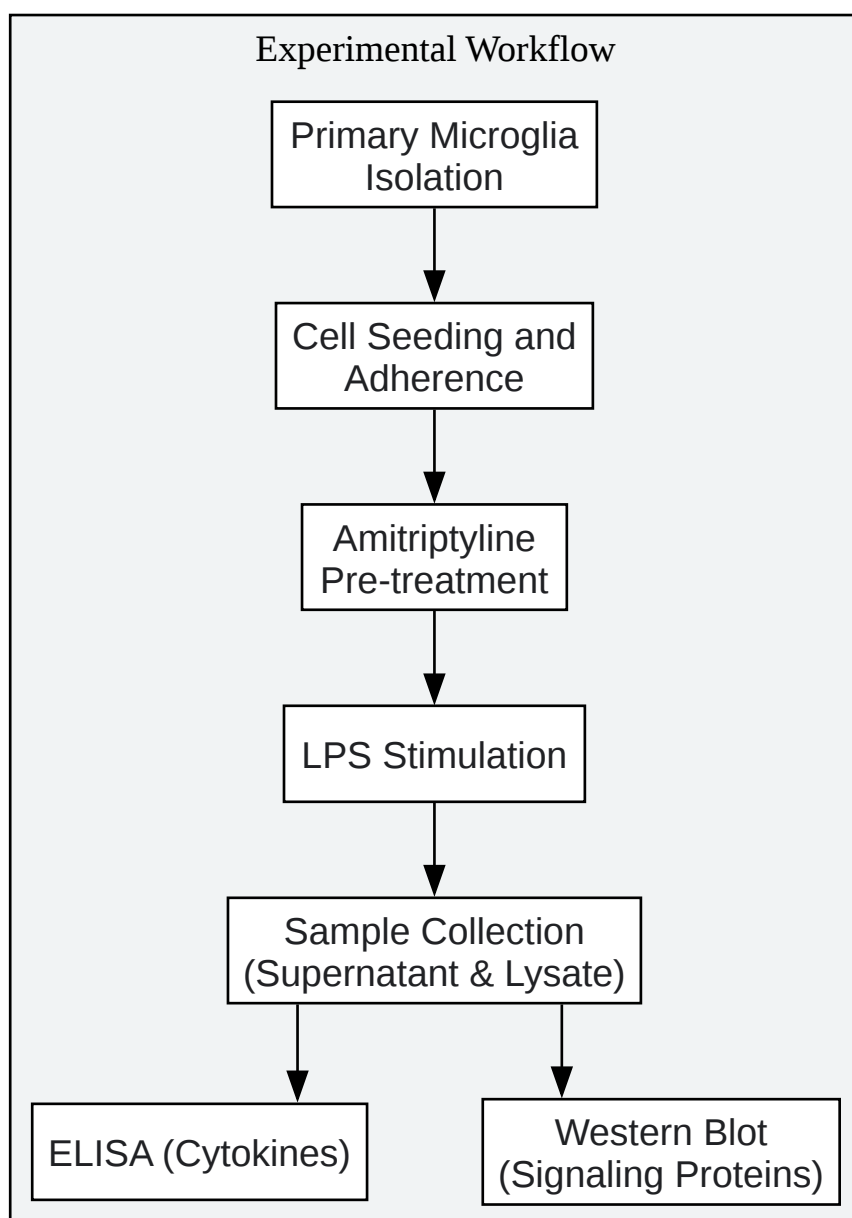 Experimental Workflow
Primary Microglia
Isolation
Cell Seeding and
Adherence
Amitriptyline
Pre-treatment
LPS Stimulation
Sample Collection
(Supernatant & Lysate)
ELISA (Cytokines)
Western Blot
(Signaling Proteins)